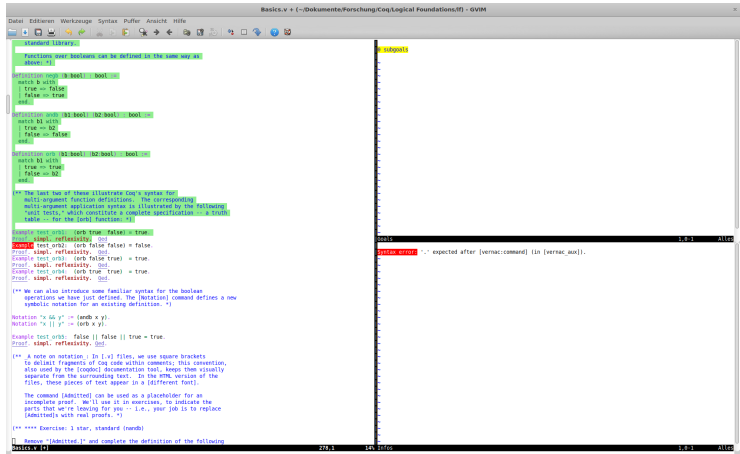 Basics.v + (~/Dokumente/Forschung/Coq/Logical Foundations/lf) - GVIM
Datei Editieren Werkzeuge Syntax Puffer Ansicht Hilfe
standard library.
Functions over booleans can be defined in the same way as
above: *)
Definition negb (b:bool) : bool :=
match b with
| true => false
| false => true
end.
Definition andb (b1:bool) (b2:bool) : bool :=
match b1 with
| true => b2
| false => false
end.
Definition orb (b1:bool) (b2:bool) : bool :=
match b1 with
| true => true
| false => b2
end.
(** The last two of these illustrate Coq's syntax for
multi-argument function definitions. The corresponding
multi-argument application syntax is illustrated by the following
"unit tests," which constitute a complete specification -- a truth
table -- for the [orb] function: *)
Example test_orb1: (orb true false) = true.
Proof. simpl. reflexivity. Qed
Example test_orb2: (orb false false) = false.
Proof. simpl. reflexivity. Qed.
Example test_orb3: (orb false true) = true.
Proof. simpl. reflexivity. Qed.
Example test_orb4: (orb true true) = true.
Proof. simpl. reflexivity. Qed.
(** We can also introduce some familiar syntax for the boolean
operations we have just defined. The [Notation] command defines a new
symbolic notation for an existing definition. *)
Notation "x && y" := (andb x y).
Notation "x || y" := (orb x y).
Example test_orb5: false || false || true = true.
Proof. simpl. reflexivity. Qed.
(** _A note on notation_: In [.v] files, we use square brackets
to delimit fragments of Coq code within comments; this convention,
also used by the [coqdoc] documentation tool, keeps them visually
separate from the surrounding text. In the HTML version of the
files, these pieces of text appear in a [different font].
The command [Admitted] can be used as a placeholder for an
incomplete proof. We'll use it in exercises, to indicate the
parts that we're leaving for you -- i.e., your job is to replace
[Admitted]s with real proofs. *)
(** **** Exercise: 1 star, standard (nandb)
Remove "[Admitted.]" and complete the definition of the following
Basics.v [+] 278,1 14%
0 subgoals
Goals 1,0-1 Alles
Syntax error: '.' expected after [vernac:command] (in [vernac_aux]).
Infos 1,0-1 Alles